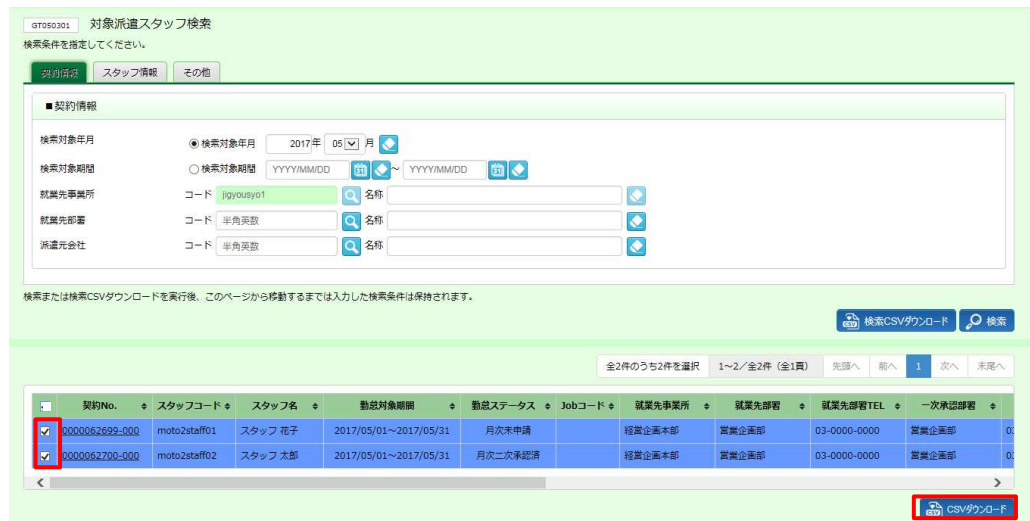 GT050301 対象派遣スタッフ検索
検索条件を指定してください。
契約情報 スタッフ情報 その他
■契約情報
検索対象年月 検索対象年月 2017年 05 月
検索対象期間 検索対象期間 YYYY/MM/DD ～ YYYY/MM/DD
就業先事業所 コード jigyousyo1 名称
就業先部署 コード 半角英数 名称
派遣元会社 コード 半角英数 名称
検索または検索CSVダウンロードを実行後、このページから移動するまでは入力した検索条件は保持されます。
検索CSVダウンロード 検索
全2件のうち2件を選択 1～2／全2件（全1頁） 先頭へ 前へ 1 次へ 末尾へ
契約No. スタッフコード スタッフ名 勤怠対象期間 勤怠ステータス Jobコード 就業先事業所 就業先部署 就業先部署TEL 一次承認部署
0000062699-000 moto2staff01 スタッフ 花子 2017/05/01～2017/05/31 月次未申請 経営企画本部 営業企画部 03-0000-0000 営業企画部
0000062700-000 moto2staff02 スタッフ 太郎 2017/05/01～2017/05/31 月次二次承認済 経営企画本部 営業企画部 03-0000-0000 営業企画部
CSVダウンロード